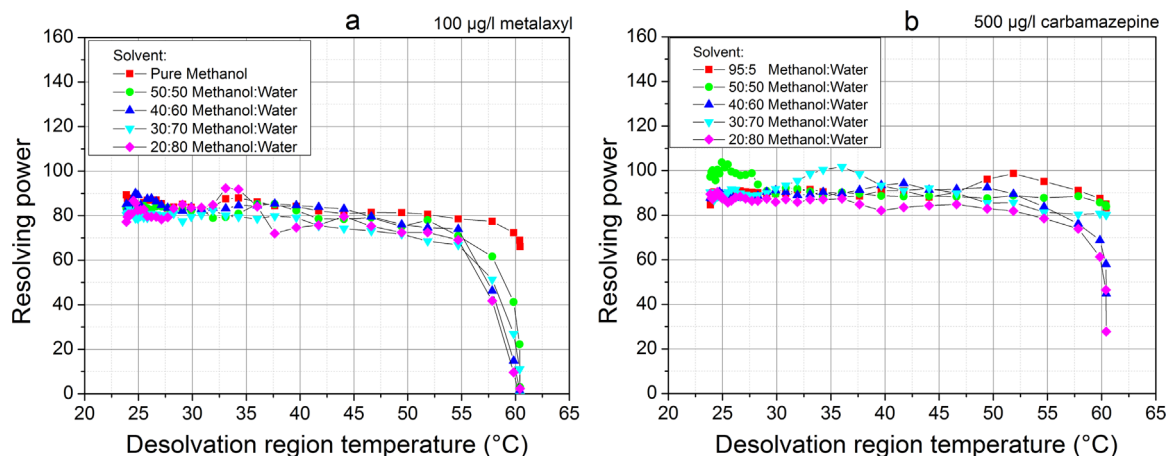 a
100 µg/l metalaxyl
160
140
120
100
80
60
40
20
0
Resolving power
Solvent:
Pure Methanol
50:50 Methanol:Water
40:60 Methanol:Water
30:70 Methanol:Water
20:80 Methanol:Water
20 25 30 35 40 45 50 55 60 65
Desolvation region temperature (°C)
b
500 µg/l carbamazepine
160
140
120
100
80
60
40
20
0
Resolving power
Solvent:
95:5 Methanol:Water
50:50 Methanol:Water
40:60 Methanol:Water
30:70 Methanol:Water
20:80 Methanol:Water
20 25 30 35 40 45 50 55 60 65
Desolvation region temperature (°C)